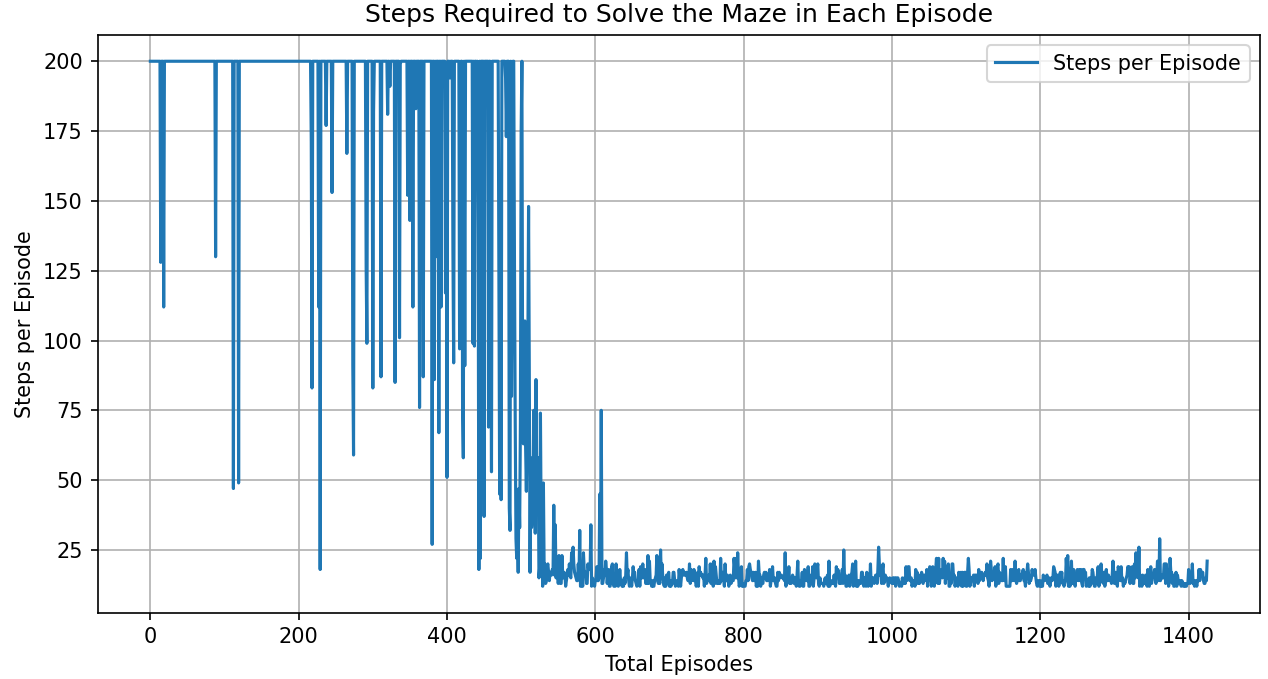 Steps Required to Solve the Maze in Each Episode
Steps per Episode
200
175
150
125
100
75
50
25
Steps per Episode
0 200 400 600 800 1000 1200 1400
Total Episodes